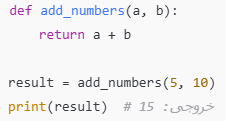 def add_numbers(a, b):
    return a + b

result = add_numbers(5, 10)
print(result)  # خروجی: 15